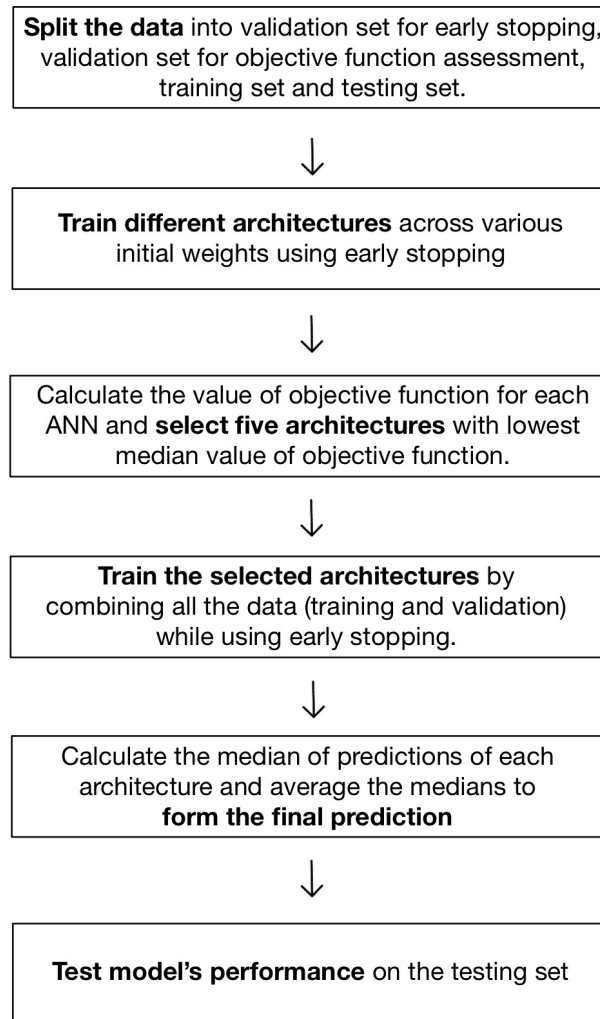 Split the data into validation set for early stopping,
validation set for objective function assessment,
training set and testing set.
Train different architectures across various
initial weights using early stopping
Calculate the value of objective function for each
ANN and select five architectures with lowest
median value of objective function.
Train the selected architectures by
combining all the data (training and validation)
while using early stopping.
Calculate the median of predictions of each
architecture and average the medians to
form the final prediction
Test model’s performance on the testing set